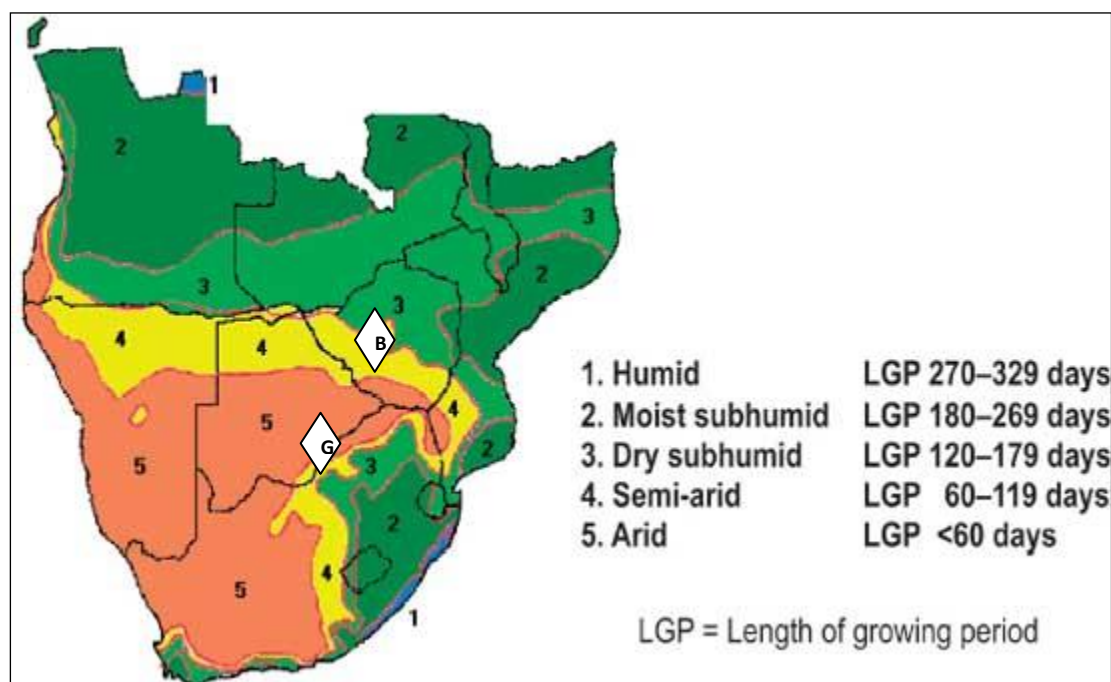 1
2
2
3
2
3
3
4
4
B
5
4
G
3
2
5
2
5
4
1
1. Humid LGP 270–329 days
2. Moist subhumid LGP 180–269 days
3. Dry subhumid LGP 120–179 days
4. Semi-arid LGP 60–119 days
5. Arid LGP <60 days
LGP = Length of growing period